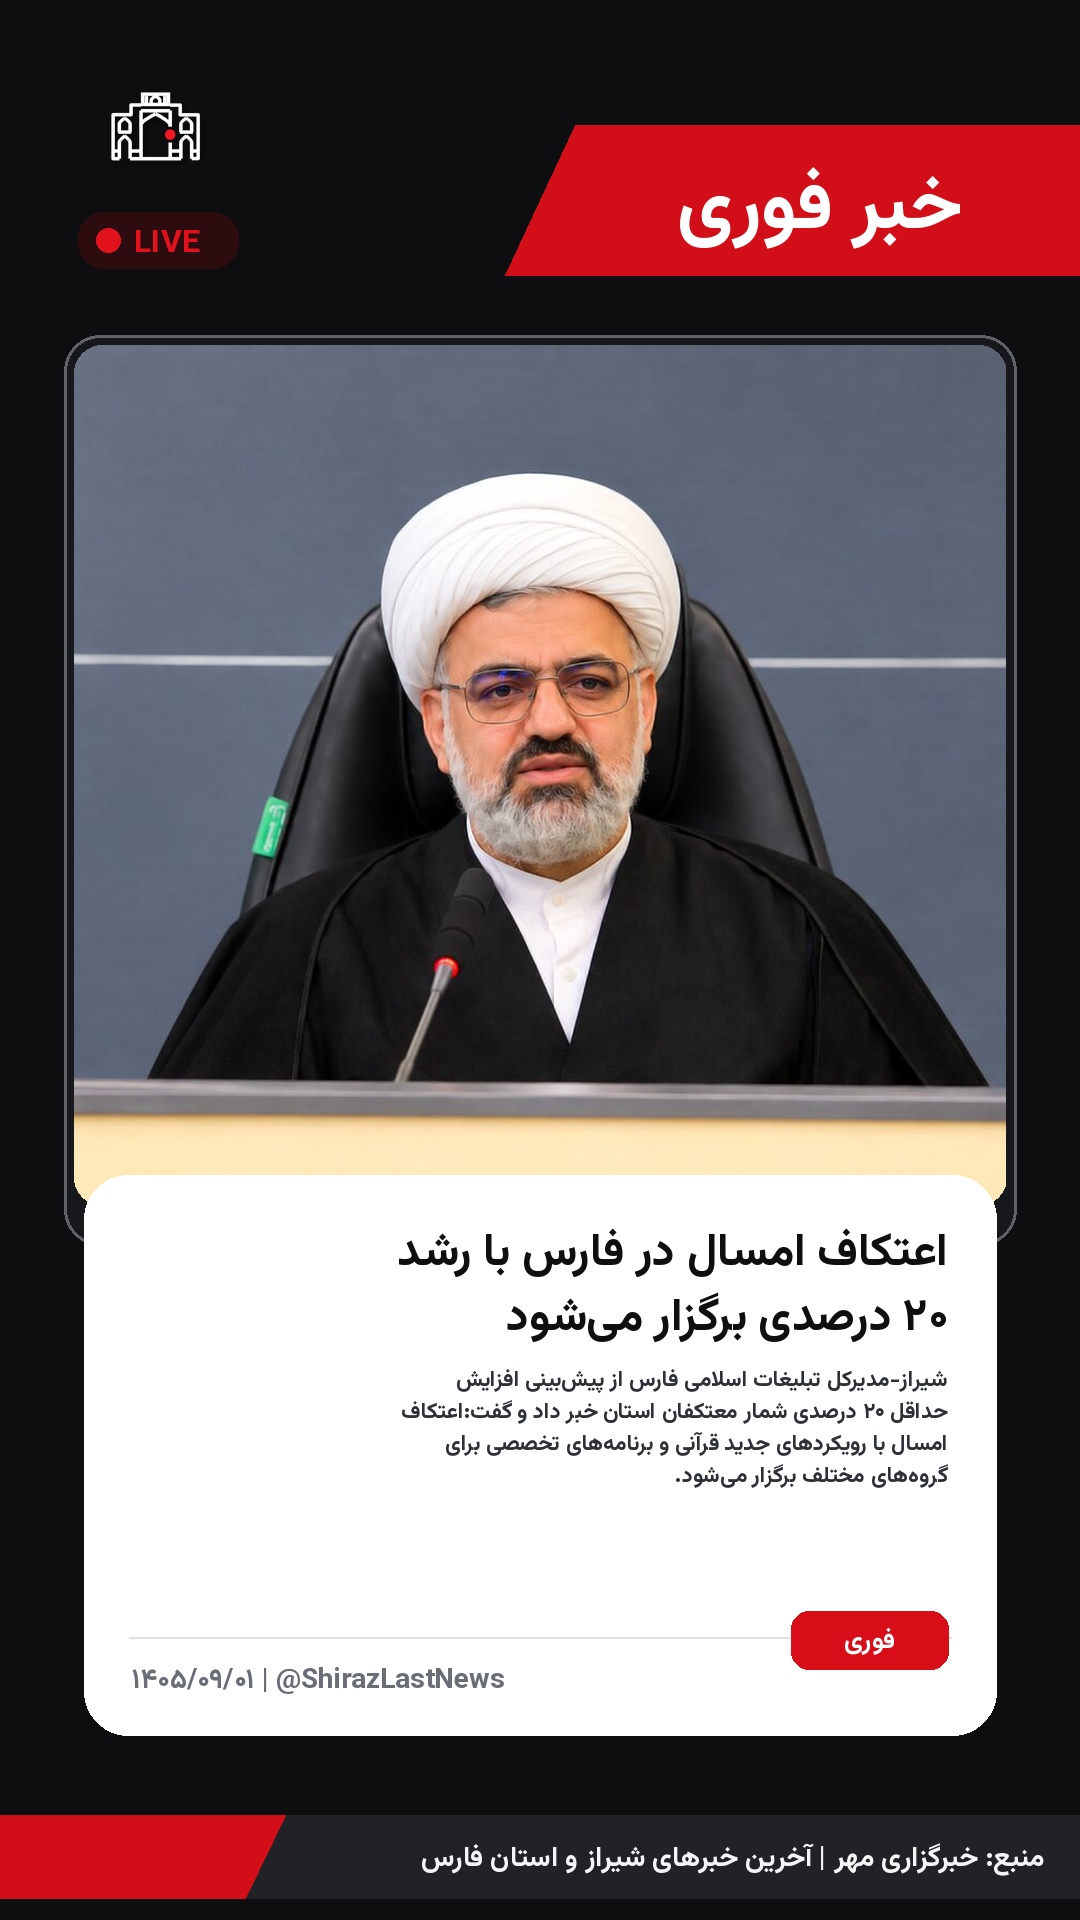 خبر فوری
LIVE
اعتکاف امسال در فارس با رشد
۲۰ درصدی برگزار می‌شود
شیراز-مدیرکل تبلیغات اسلامی فارس از پیش‌بینی افزایش
حداقل ۲۰ درصدی شمار معتکفان استان خبر داد و گفت:اعتکاف
امسال با رویکردهای جدید قرآنی و برنامه‌های تخصصی برای
گروه‌های مختلف برگزار می‌شود.
فوری
۱۴۰۵/۰۹/۰۱ | @ShirazLastNews
منبع: خبرگزاری مهر | آخرین خبرهای شیراز و استان فارس